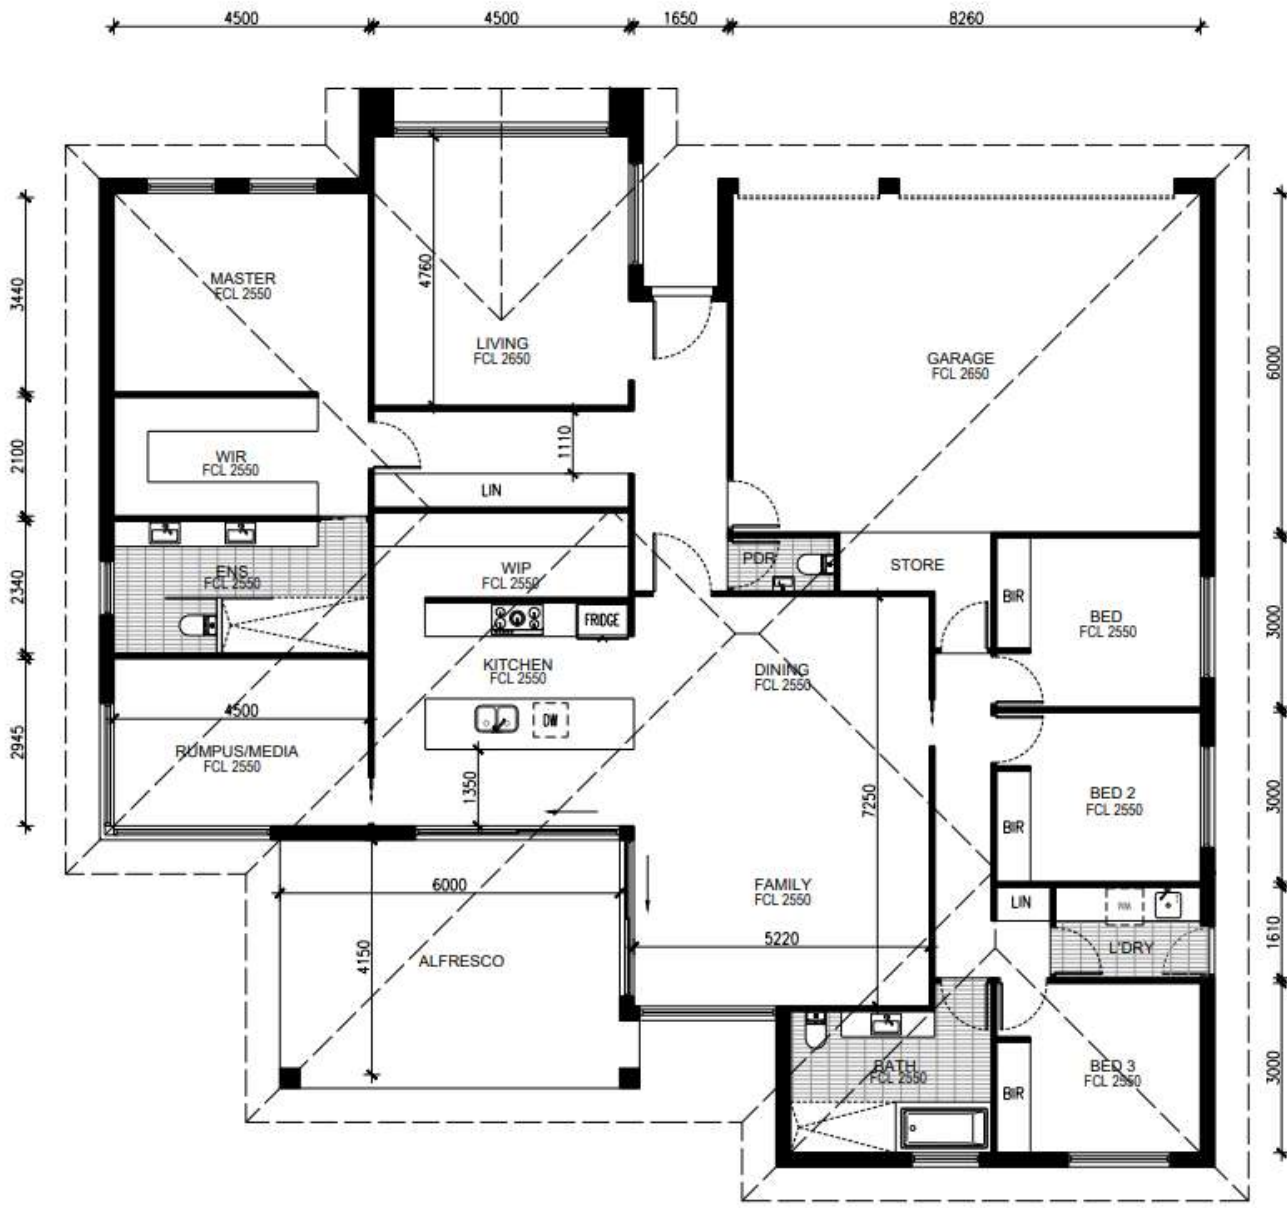 4500 4500 1650 8260
3440
2100
2340
2945
MASTER
FCL 2550
4760
LIVING
FCL 2650
GARAGE
FCL 2650
6000
WIR
FCL 2550
1110
LIN
ENS
FCL 2550
WIP
FCL 2550
FRIDGE
PDR
STORE
BIR
BED
FCL 2550
3000
KITCHEN
FCL 2550
DINING
FCL 2550
4500
RUMPUS/MEDIA
FCL 2550
DW
1350
7250
BIR
BED 2
FCL 2550
3000
6000
FAMILY
FCL 2550
LIN
WM
1610
5220
L'DRY
4150
ALFRESCO
BATH
FCL 2550
BIR
BED 3
FCL 2550
3000